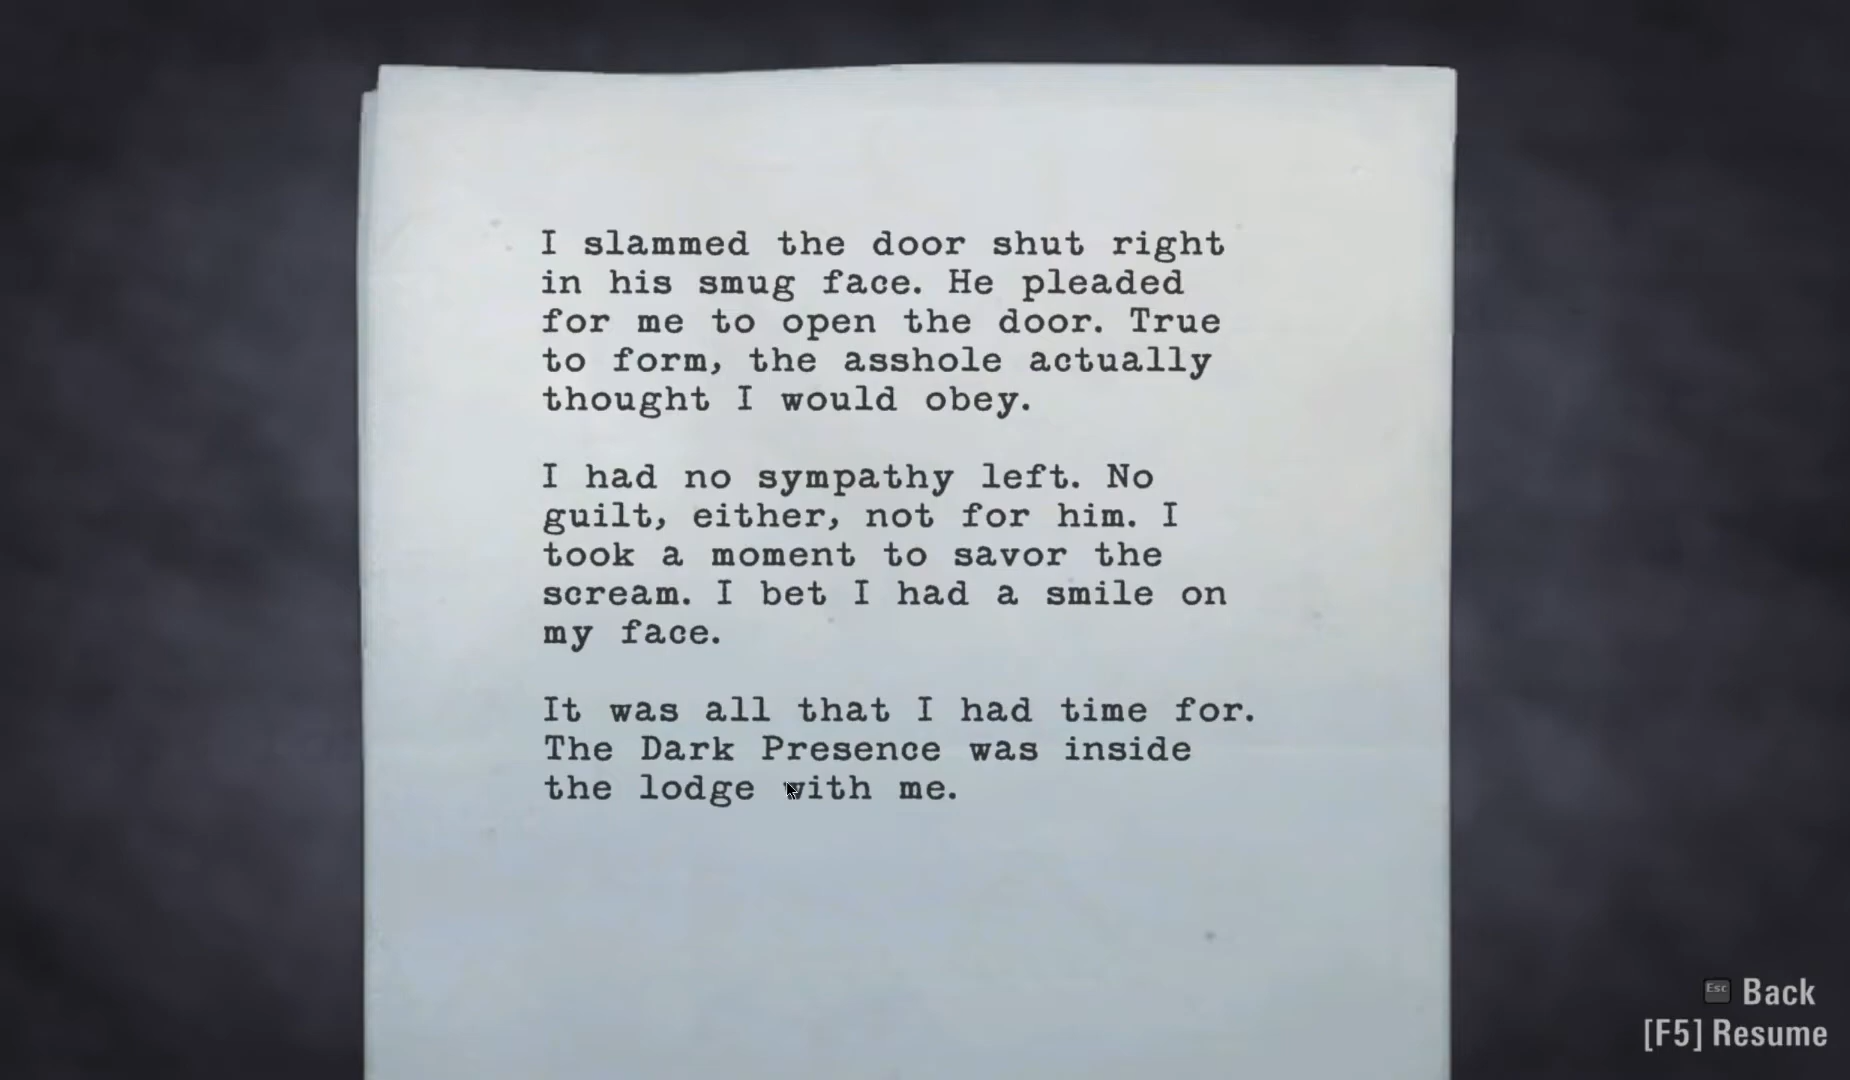 I slammed the door shut right
in his smug face. He pleaded
for me to open the door. True
to form, the asshole actually
thought I would obey.
I had no sympathy left. No
guilt, either, not for him. I
took a moment to savor the
scream. I bet I had a smile on
my face.
It was all that I had time for.
The Dark Presence was inside
the lodge with me.
Esc Back
[F5] Resume